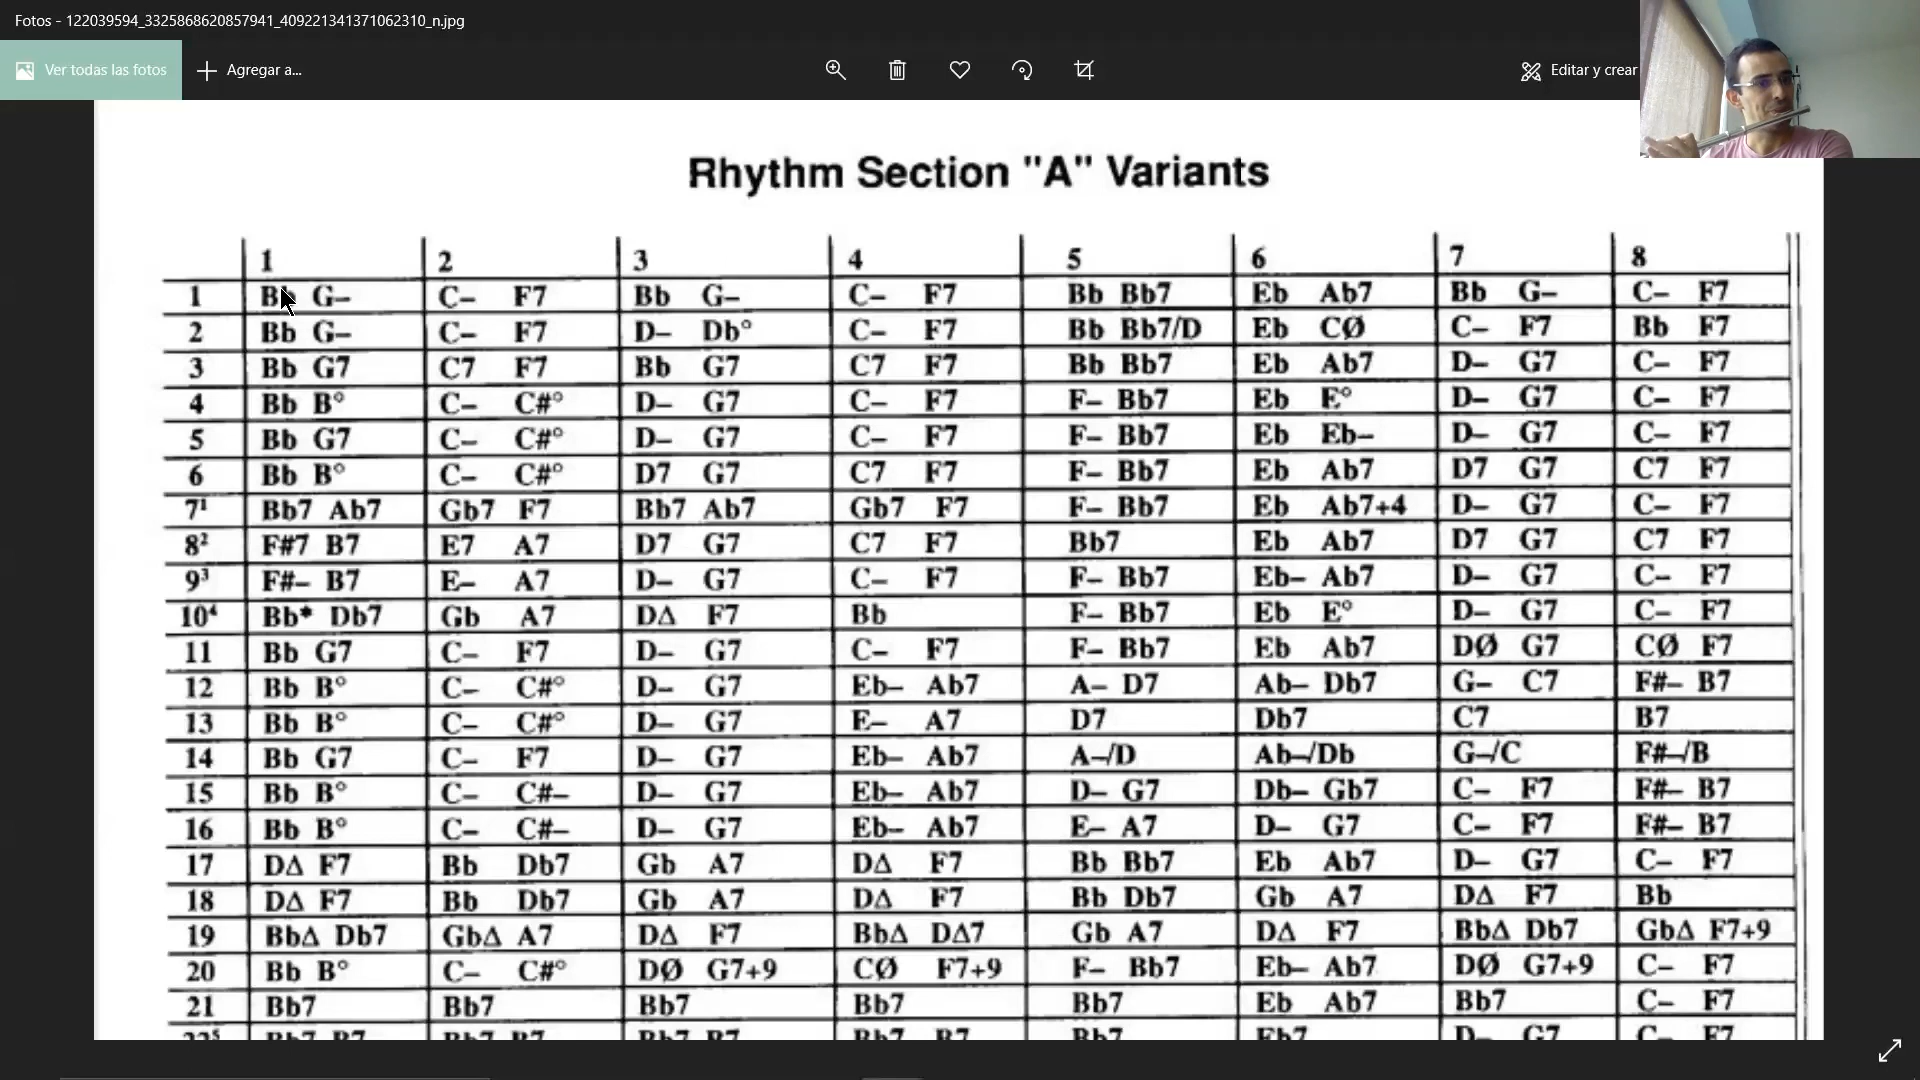 Fotos - 122039594_3325868620857941_409221341371062310_n.jpg
Ver todas las fotos Agregar a... Editar y crear
Rhythm Section "A" Variants
1 2 3 4 5 6 7 8
1 Bb G– C– F7 Bb G– C– F7 Bb Bb7 Eb Ab7 Bb G– C– F7
2 Bb G– C– F7 D– Db° C– F7 Bb Bb7/D Eb CØ C– F7 Bb F7
3 Bb G7 C7 F7 Bb G7 C7 F7 Bb Bb7 Eb Ab7 D– G7 C– F7
4 Bb B° C– C#° D– G7 C– F7 F– Bb7 Eb E° D– G7 C– F7
5 Bb G7 C– C#° D– G7 C– F7 F– Bb7 Eb Eb– D– G7 C– F7
6 Bb B° C– C#° D7 G7 C7 F7 F– Bb7 Eb Ab7 D7 G7 C7 F7
7¹ Bb7 Ab7 Gb7 F7 Bb7 Ab7 Gb7 F7 F– Bb7 Eb Ab7+4 D– G7 C– F7
8² F#7 B7 E7 A7 D7 G7 C7 F7 Bb7 Eb Ab7 D7 G7 C7 F7
9³ F#– B7 E– A7 D– G7 C– F7 F– Bb7 Eb– Ab7 D– G7 C– F7
10⁴ Bb* Db7 Gb A7 DΔ F7 Bb F– Bb7 Eb E° D– G7 C– F7
11 Bb G7 C– F7 D– G7 C– F7 F– Bb7 Eb Ab7 DØ G7 CØ F7
12 Bb B° C– C#° D– G7 Eb– Ab7 A– D7 Ab– Db7 G– C7 F#– B7
13 Bb B° C– C#° D– G7 E– A7 D7 Db7 C7 B7
14 Bb G7 C– F7 D– G7 Eb– Ab7 A–/D Ab–/Db G–/C F#–/B
15 Bb B° C– C#– D– G7 Eb– Ab7 D– G7 Db– Gb7 C– F7 F#– B7
16 Bb B° C– C#– D– G7 Eb– Ab7 E– A7 D– G7 C– F7 F#– B7
17 DΔ F7 Bb Db7 Gb A7 DΔ F7 Bb Bb7 Eb Ab7 D– G7 C– F7
18 DΔ F7 Bb Db7 Gb A7 DΔ F7 Bb Db7 Gb A7 DΔ F7 Bb
19 BbΔ Db7 GbΔ A7 DΔ F7 BbΔ DΔ7 Gb A7 DΔ F7 BbΔ Db7 GbΔ F7+9
20 Bb B° C– C#° DØ G7+9 CØ F7+9 F– Bb7 Eb– Ab7 DØ G7+9 C– F7
21 Bb7 Bb7 Bb7 Bb7 Bb7 Eb Ab7 Bb7 C– F7
22⁵ Bb7 B7 Bb7 B7 Bb7 B7 Bb7 B7 Bb7 Eb7 D– G7 C– F7